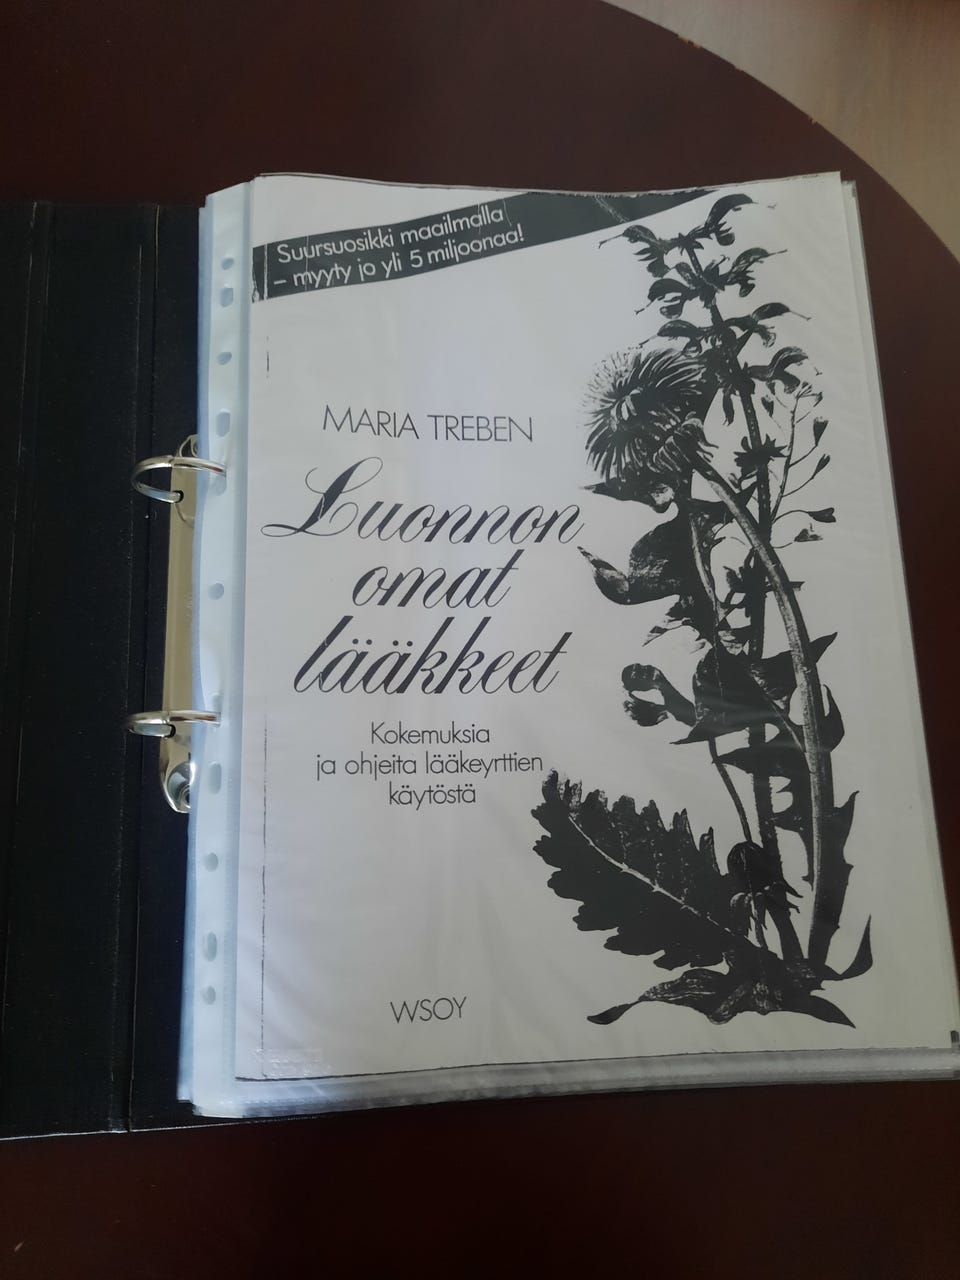 Suursuosikki maailmalla
– myyty jo yli 5 miljoonaa!
MARIA TREBEN
Luonnon
omat
lääkkeet
Kokemuksia
ja ohjeita lääkeyrttien
käytöstä
WSOY